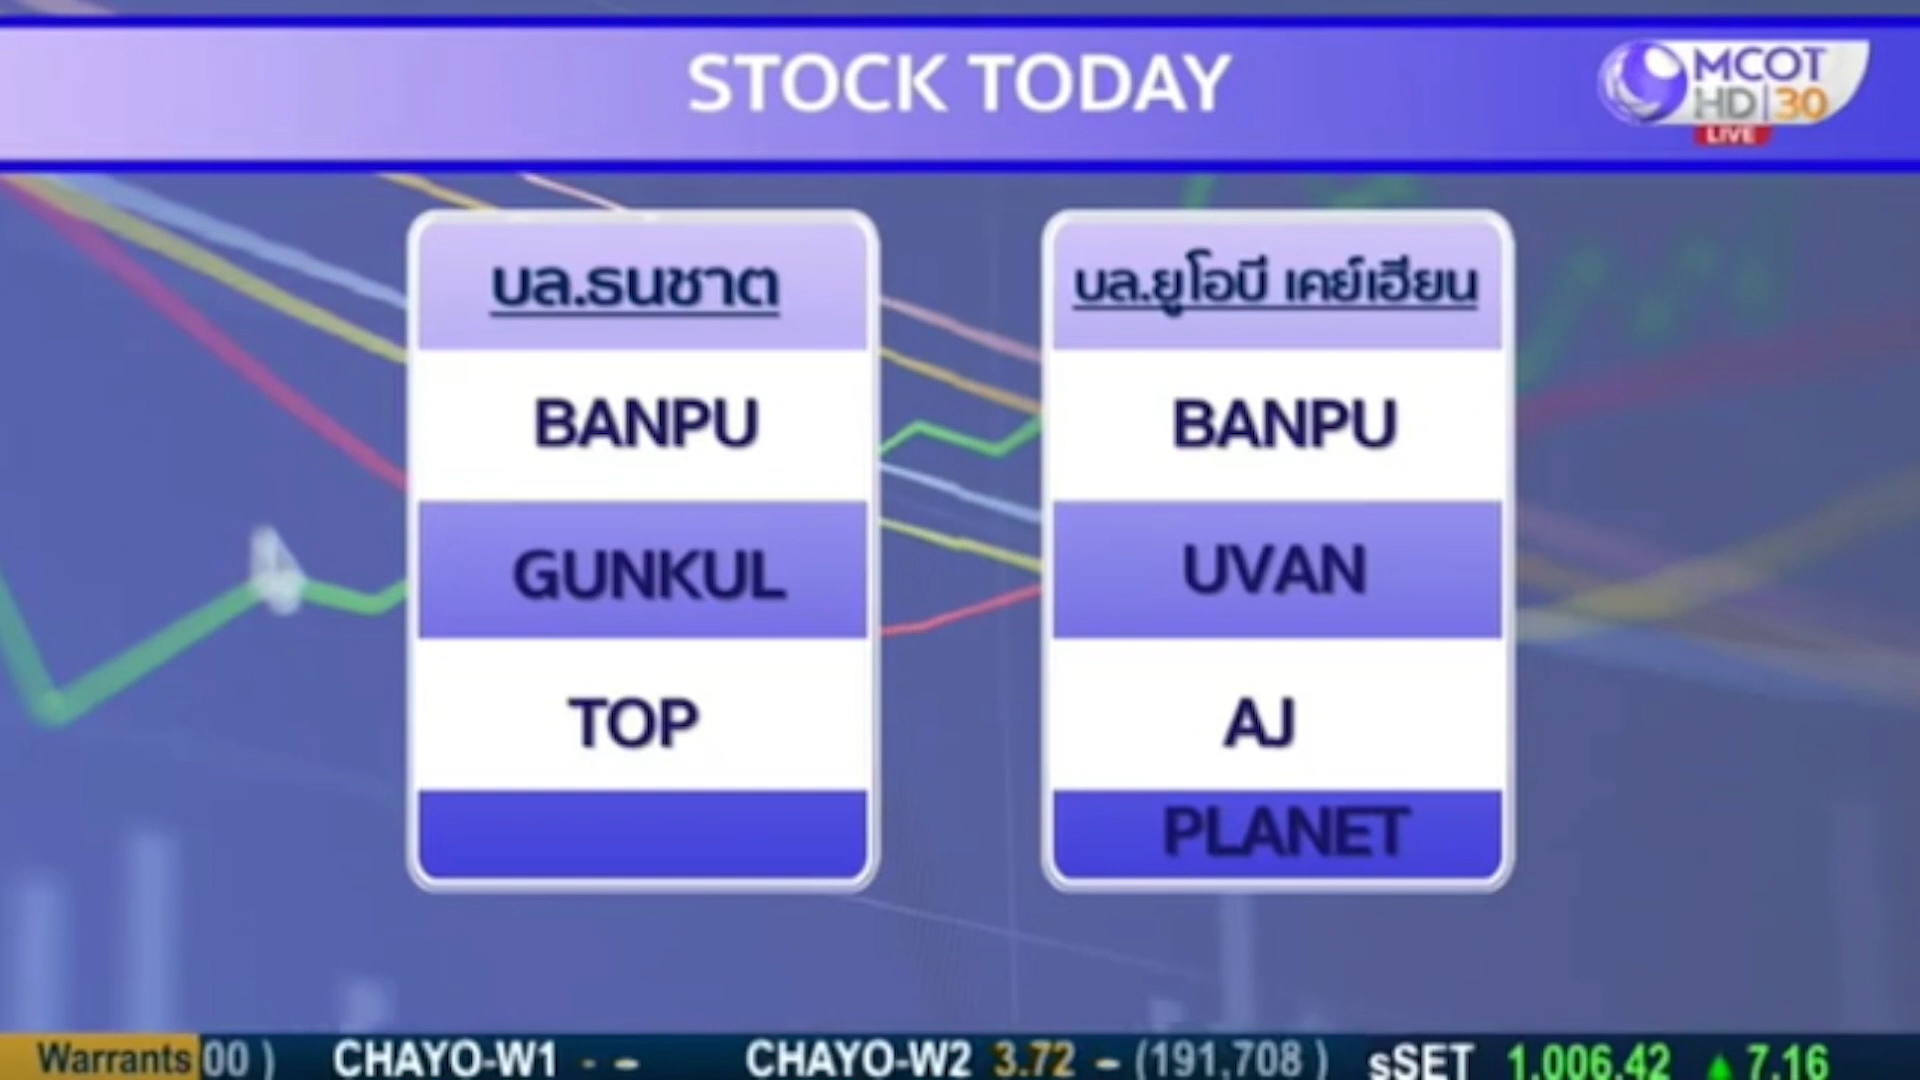 STOCK TODAY
MCOT
HD|30
LIVE
บล.ธนชาต
BANPU
GUNKUL
TOP
บล.ยูโอบี เคย์เฮียน
BANPU
UVAN
AJ
PLANET
Warrants 00 ) CHAYO-W1 - - CHAYO-W2 3.72 - (191,708 ) sSET 1,006.42 ▲ 7.16